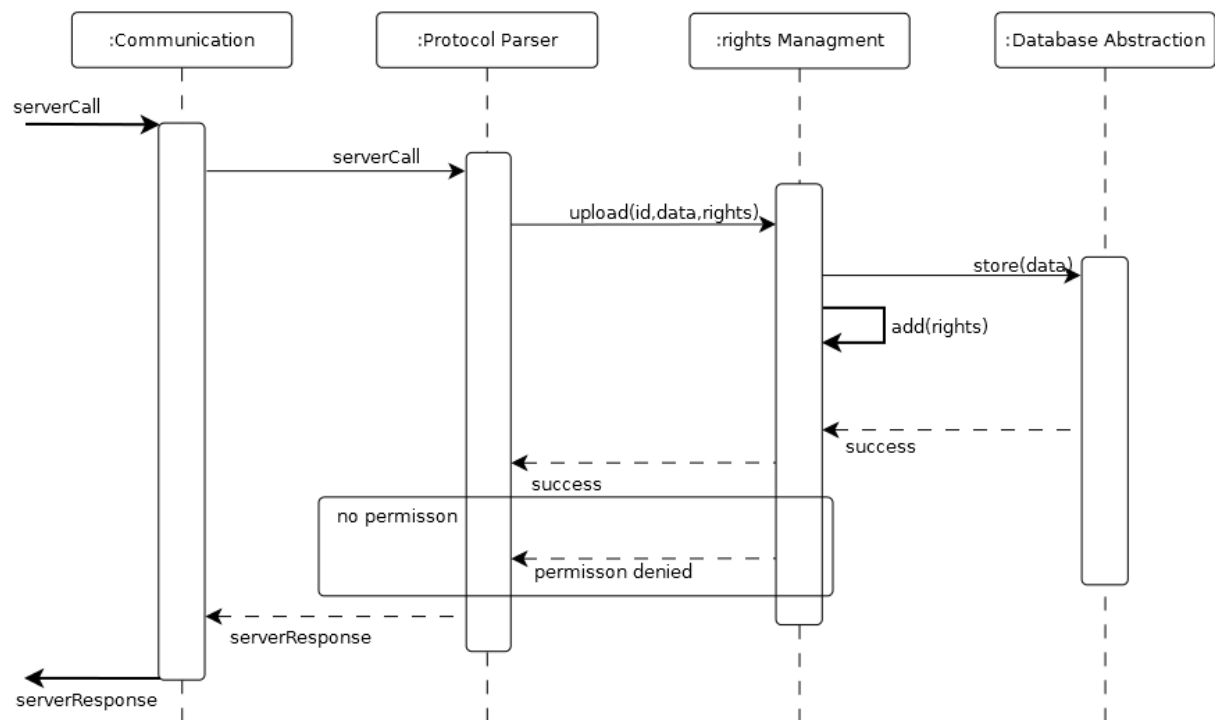 :Communication
:Protocol Parser
:rights Managment
:Database Abstraction
serverCall
serverCall
upload(id,data,rights)
store(data)
add(rights)
success
success
no permisson
permisson denied
serverResponse
serverResponse